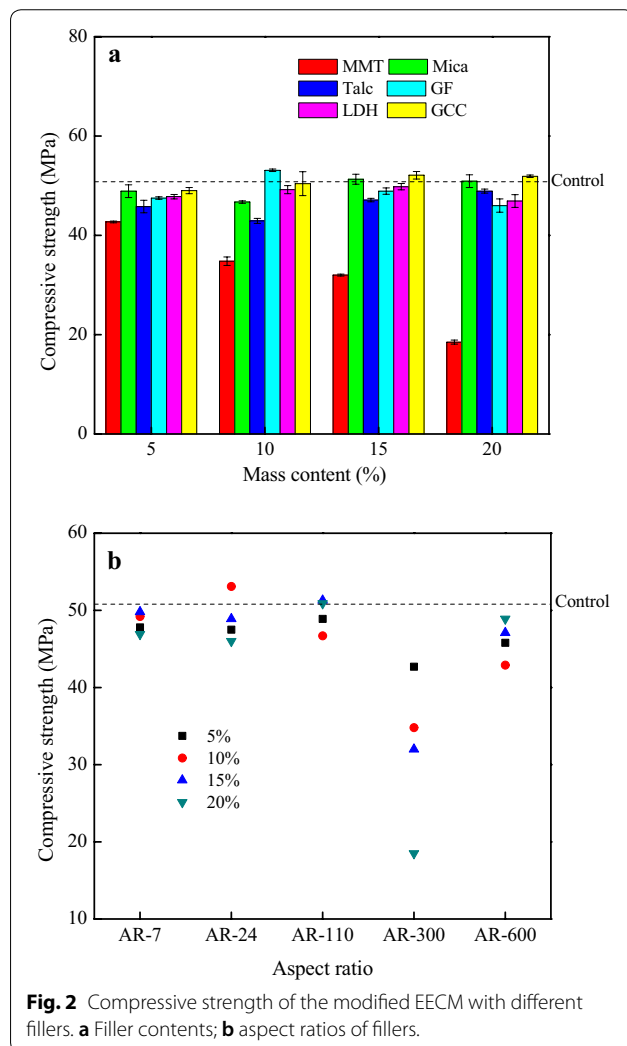 80
a
MMT Mica
Talc GF
LDH GCC
60
Control
40
20
0
Compressive strength (MPa)
5 10 15 20
Mass content (%)
60
b
50
Control
40
30
20
10
Compressive strength (MPa)
5%
10%
15%
20%
AR-7 AR-24 AR-110 AR-300 AR-600
Aspect ratio
Fig. 2 Compressive strength of the modified EECM with different
fillers. a Filler contents; b aspect ratios of fillers.